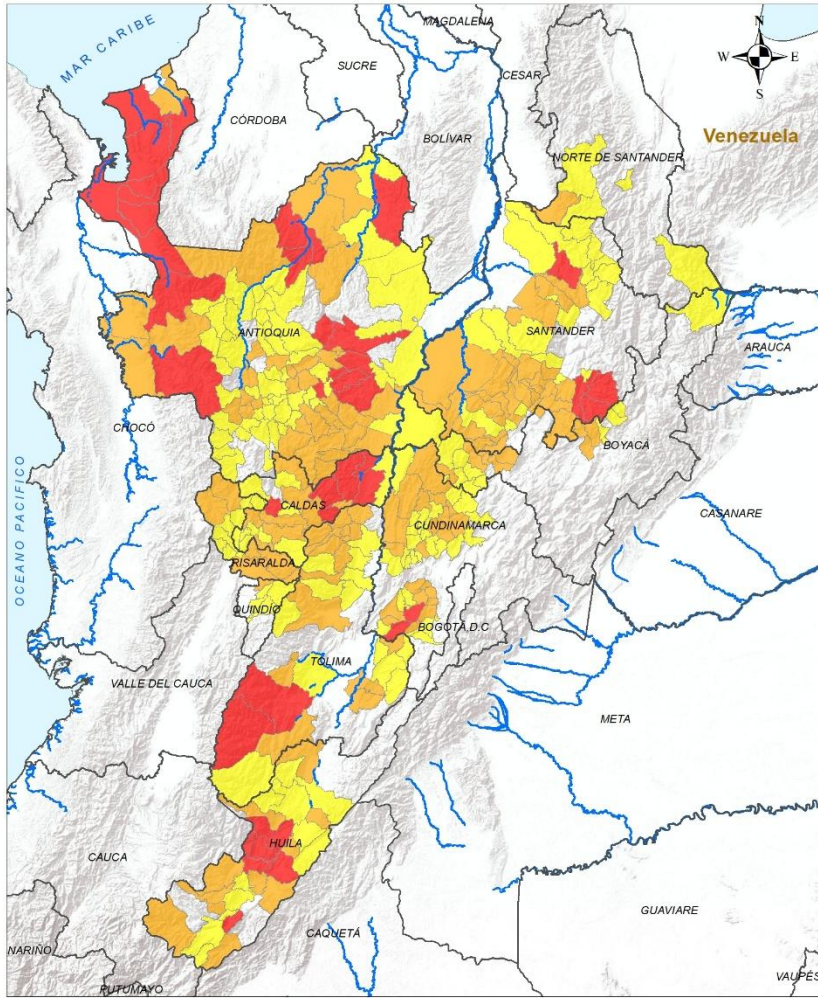 MAGDALENA
N
W E
S
MAR CARIBE
SUCRE
CESAR
CÓRDOBA
BOLÍVAR
Venezuela
NORTE DE SANTANDER
ANTIOQUIA
SANTANDER
ARAUCA
CHOCÓ
BOYACÁ
OCEANO PACIFICO
CALDAS
CUNDINAMARCA
CASANARE
RISARALDA
QUINDÍO
BOGOTÁ D.C
TOLIMA
VALLE DEL CAUCA
META
HUILA
CAUCA
GUAVIARE
CAQUETÁ
NARIÑO
PUTUMAYO
VAUPÉS